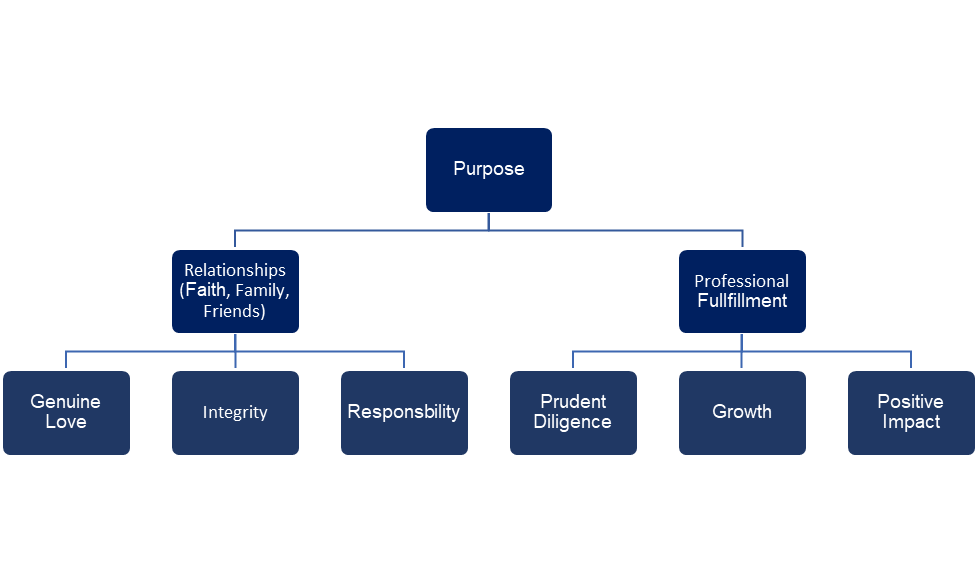 Purpose
Relationships
(Faith, Family,
Friends)
Professional
Fullfillment
Genuine
Love
Integrity
Responsbility
Prudent
Diligence
Growth
Positive
Impact